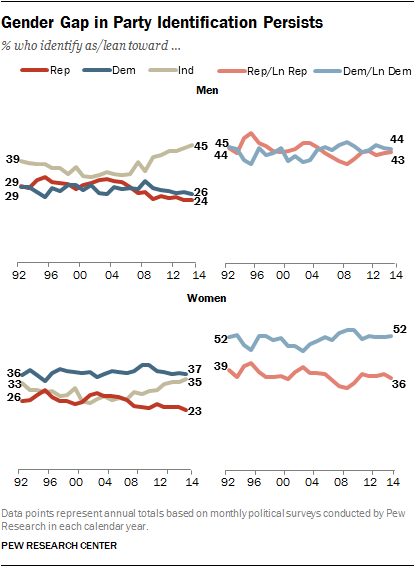 Gender Gap in Party Identification Persists
% who identify as/lean toward ...
Rep Dem Ind Rep/Ln Rep Dem/Ln Dem
Men
39
29
29
45
26
24
92 96 00 04 08 14
45
44
44
43
92 96 00 04 08 14
Women
36
33
26
37
35
23
92 96 00 04 08 14
52
39
52
36
92 96 00 04 08 14
Data points represent annual totals based on monthly political surveys conducted by Pew
Research in each calendar year.
PEW RESEARCH CENTER